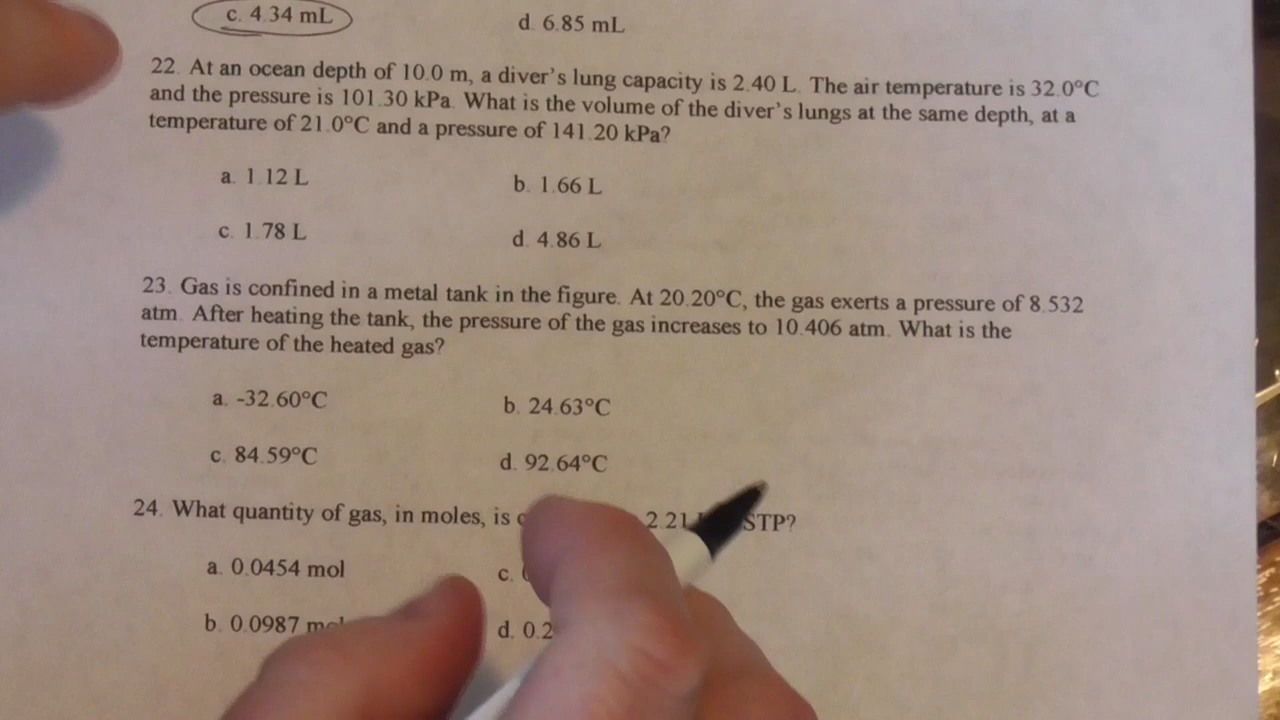 c. 4.34 mL d. 6.85 mL
22. At an ocean depth of 10.0 m, a diver's lung capacity is 2.40 L. The air temperature is 32.0°C
and the pressure is 101.30 kPa. What is the volume of the diver's lungs at the same depth, at a
temperature of 21.0°C and a pressure of 141.20 kPa?
a. 1.12 L b. 1.66 L
c. 1.78 L d. 4.86 L
23. Gas is confined in a metal tank in the figure. At 20.20°C, the gas exerts a pressure of 8.532
atm. After heating the tank, the pressure of the gas increases to 10.406 atm. What is the
temperature of the heated gas?
a. -32.60°C b. 24.63°C
c. 84.59°C d. 92.64°C
24. What quantity of gas, in moles, is 2.21 STP?
a. 0.0454 mol c.
b. 0.0987 d. 0.2